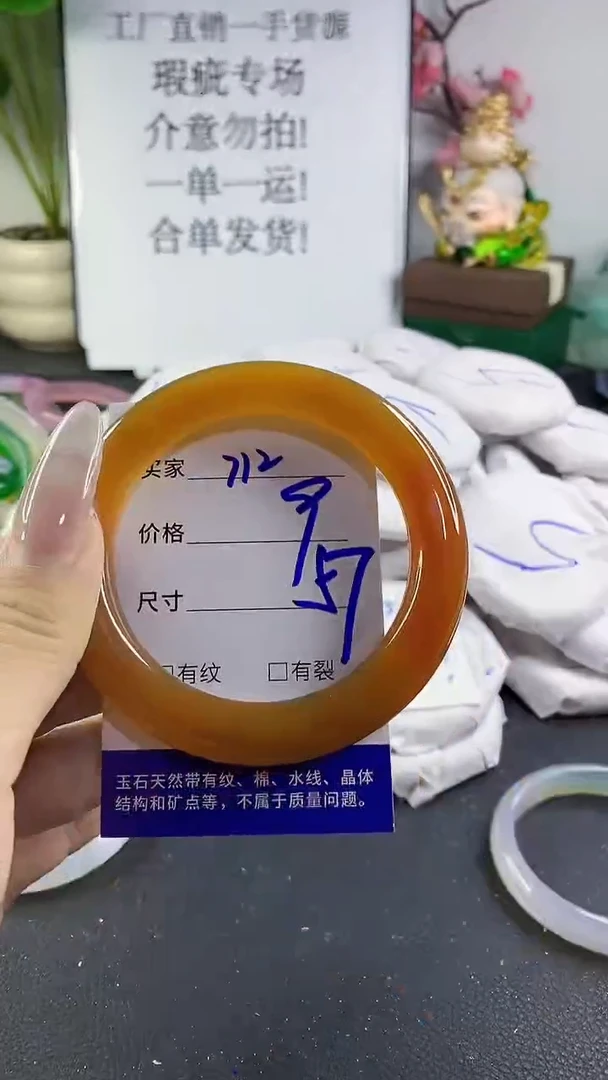 工厂直销一手货源
瑕疵专场
介意勿拍!
一单一运!
合单发货!
买家 712
价格 9
尺寸 57
□有纹 □有裂
玉石天然带有纹、棉、水线、晶体
结构和矿点等，不属于质量问题。